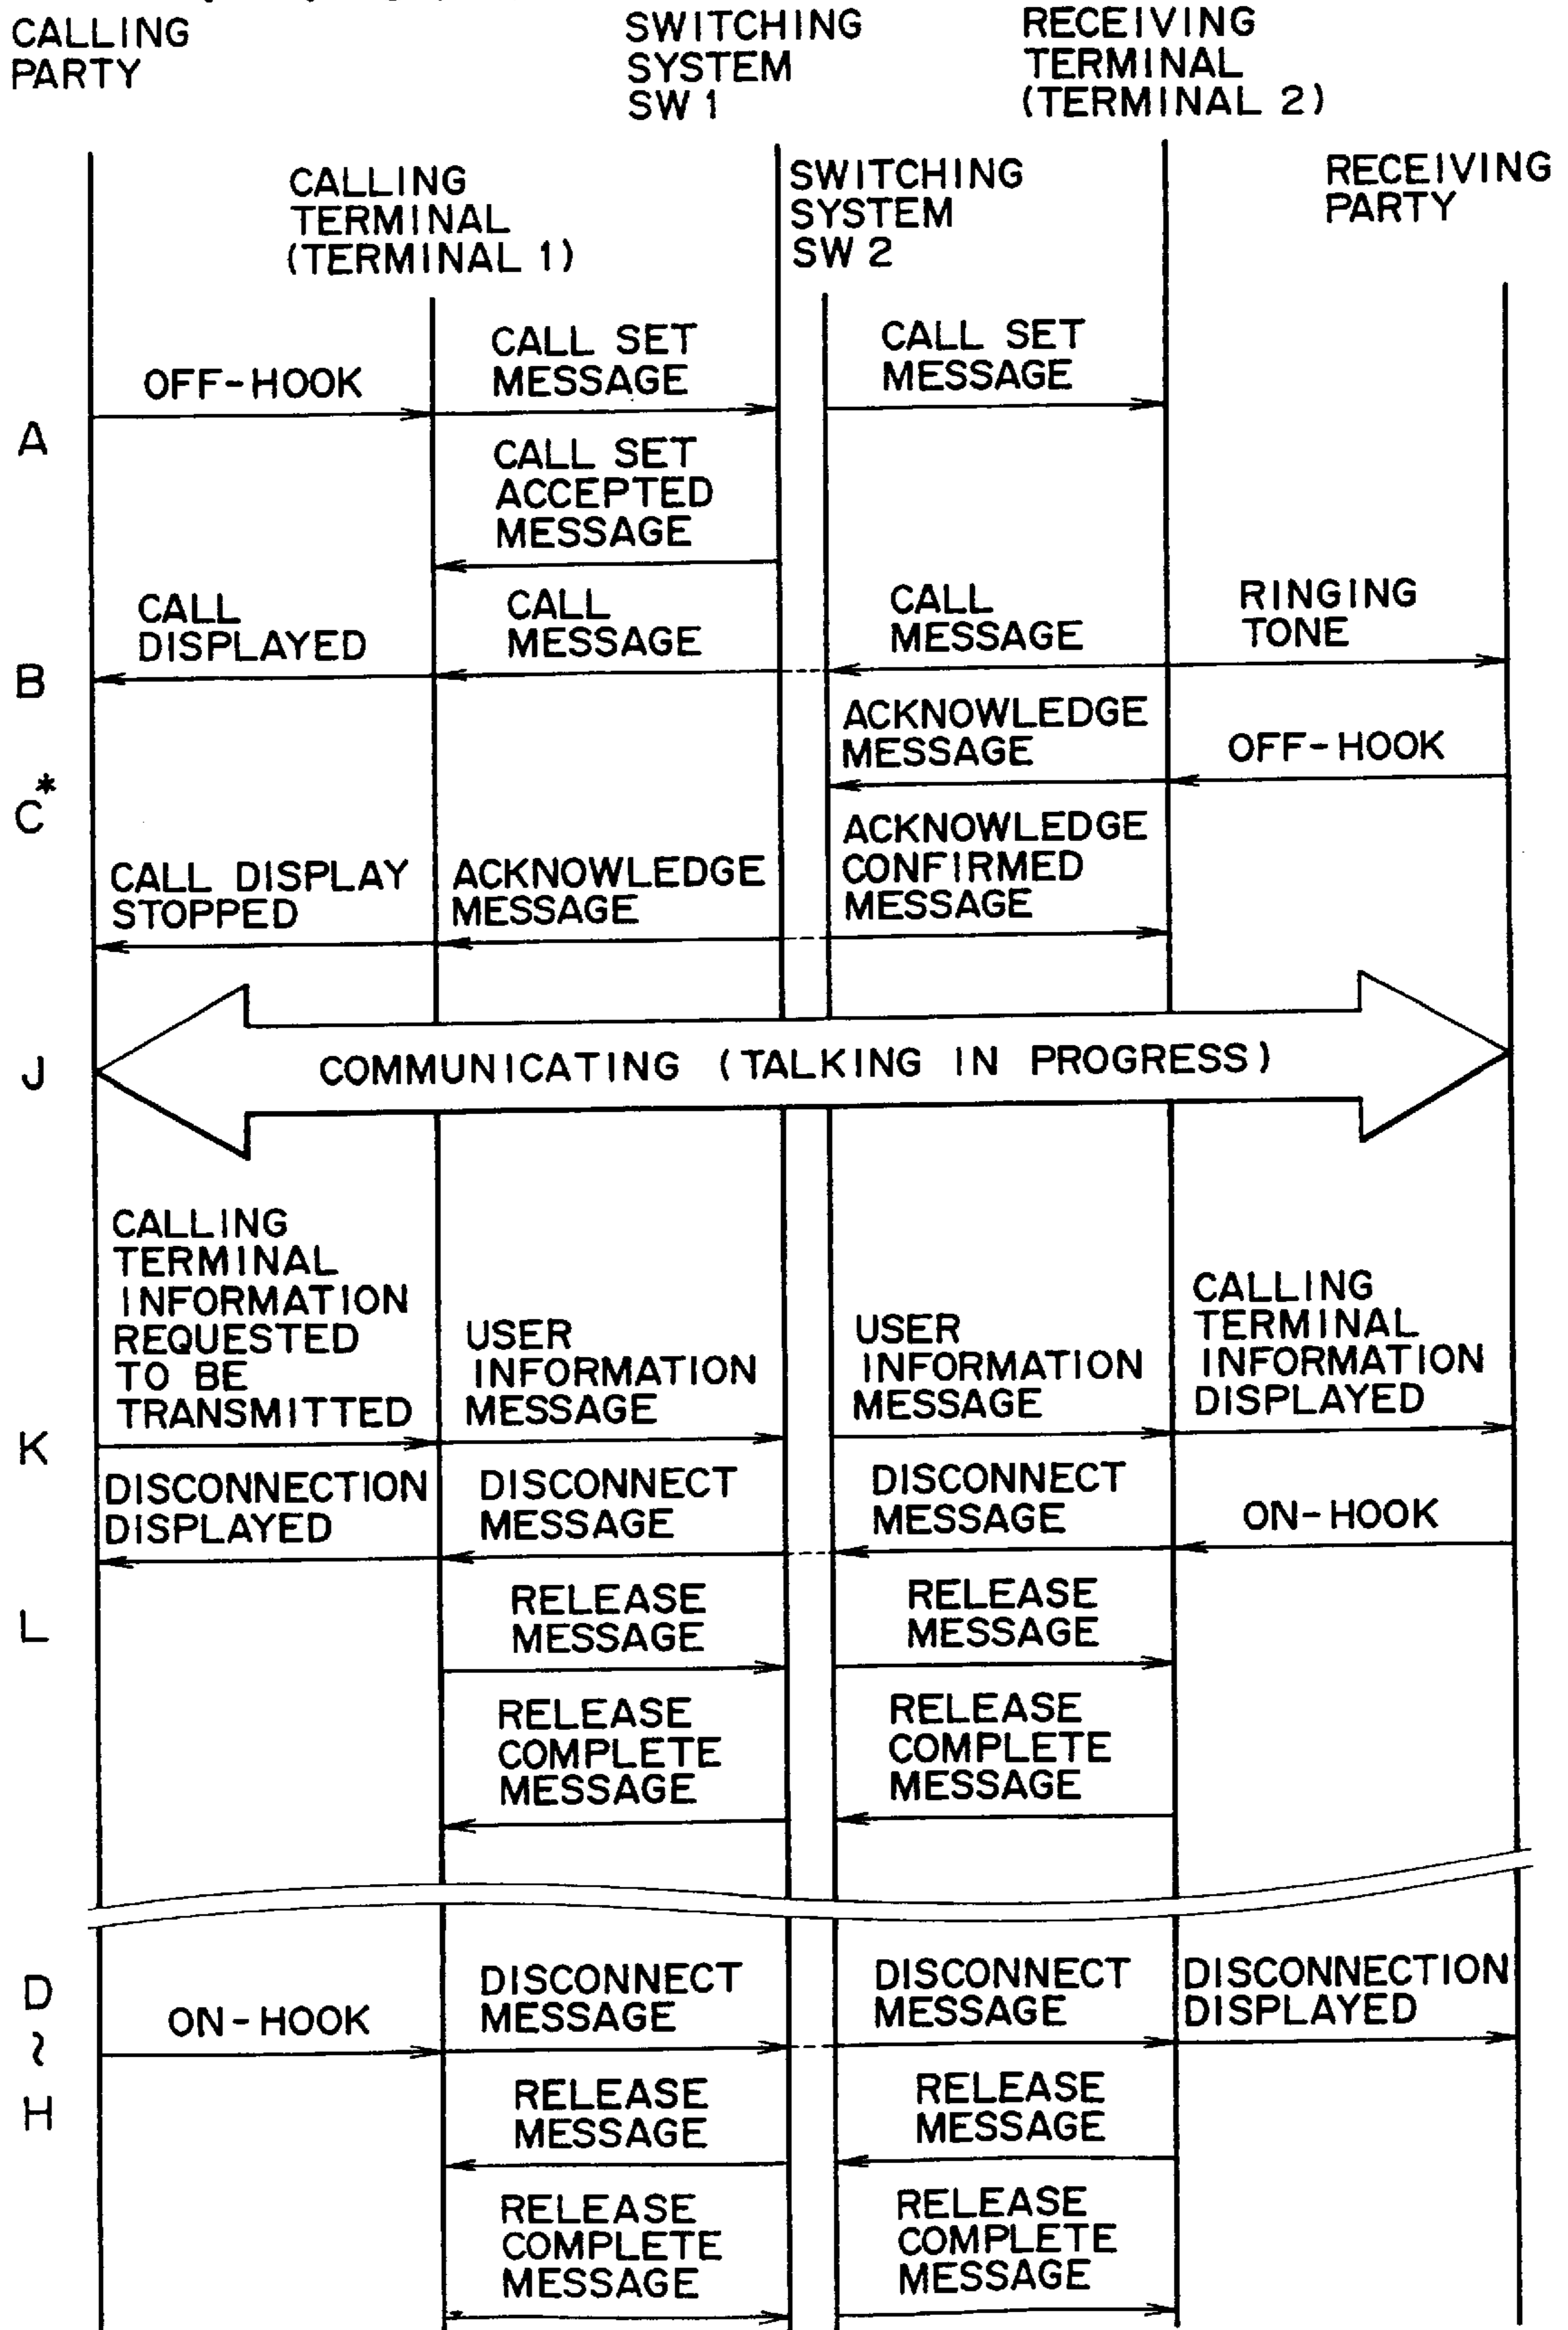 CALLING
PARTY
SWITCHING
SYSTEM
SW 1
RECEIVING
TERMINAL
(TERMINAL 2)
CALLING
TERMINAL
(TERMINAL 1)
SWITCHING
SYSTEM
SW 2
RECEIVING
PARTY
A
OFF-HOOK
CALL SET
MESSAGE
CALL SET
MESSAGE
CALL SET
ACCEPTED
MESSAGE
B
CALL
DISPLAYED
CALL
MESSAGE
CALL
MESSAGE
RINGING
TONE
C*
ACKNOWLEDGE
MESSAGE
OFF-HOOK
CALL DISPLAY
STOPPED
ACKNOWLEDGE
MESSAGE
ACKNOWLEDGE
CONFIRMED
MESSAGE
J
COMMUNICATING (TALKING IN PROGRESS)
K
CALLING
TERMINAL
INFORMATION
REQUESTED
TO BE
TRANSMITTED
USER
INFORMATION
MESSAGE
USER
INFORMATION
MESSAGE
CALLING
TERMINAL
INFORMATION
DISPLAYED
DISCONNECTION
DISPLAYED
DISCONNECT
MESSAGE
DISCONNECT
MESSAGE
ON-HOOK
L
RELEASE
MESSAGE
RELEASE
MESSAGE
RELEASE
COMPLETE
MESSAGE
RELEASE
COMPLETE
MESSAGE
D
~
H
ON-HOOK
DISCONNECT
MESSAGE
DISCONNECT
MESSAGE
DISCONNECTION
DISPLAYED
RELEASE
MESSAGE
RELEASE
MESSAGE
RELEASE
COMPLETE
MESSAGE
RELEASE
COMPLETE
MESSAGE